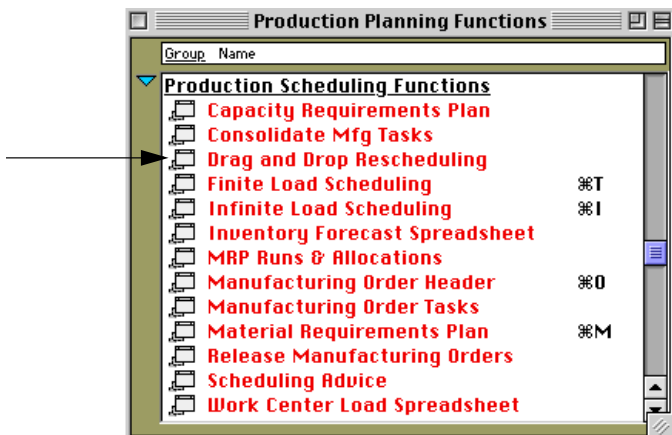 Production Planning Functions
Group Name
Production Scheduling Functions
Capacity Requirements Plan
Consolidate Mfg Tasks
Drag and Drop Rescheduling
Finite Load Scheduling ⌘T
Infinite Load Scheduling ⌘I
Inventory Forecast Spreadsheet
MRP Runs & Allocations
Manufacturing Order Header ⌘O
Manufacturing Order Tasks
Material Requirements Plan ⌘M
Release Manufacturing Orders
Scheduling Advice
Work Center Load Spreadsheet